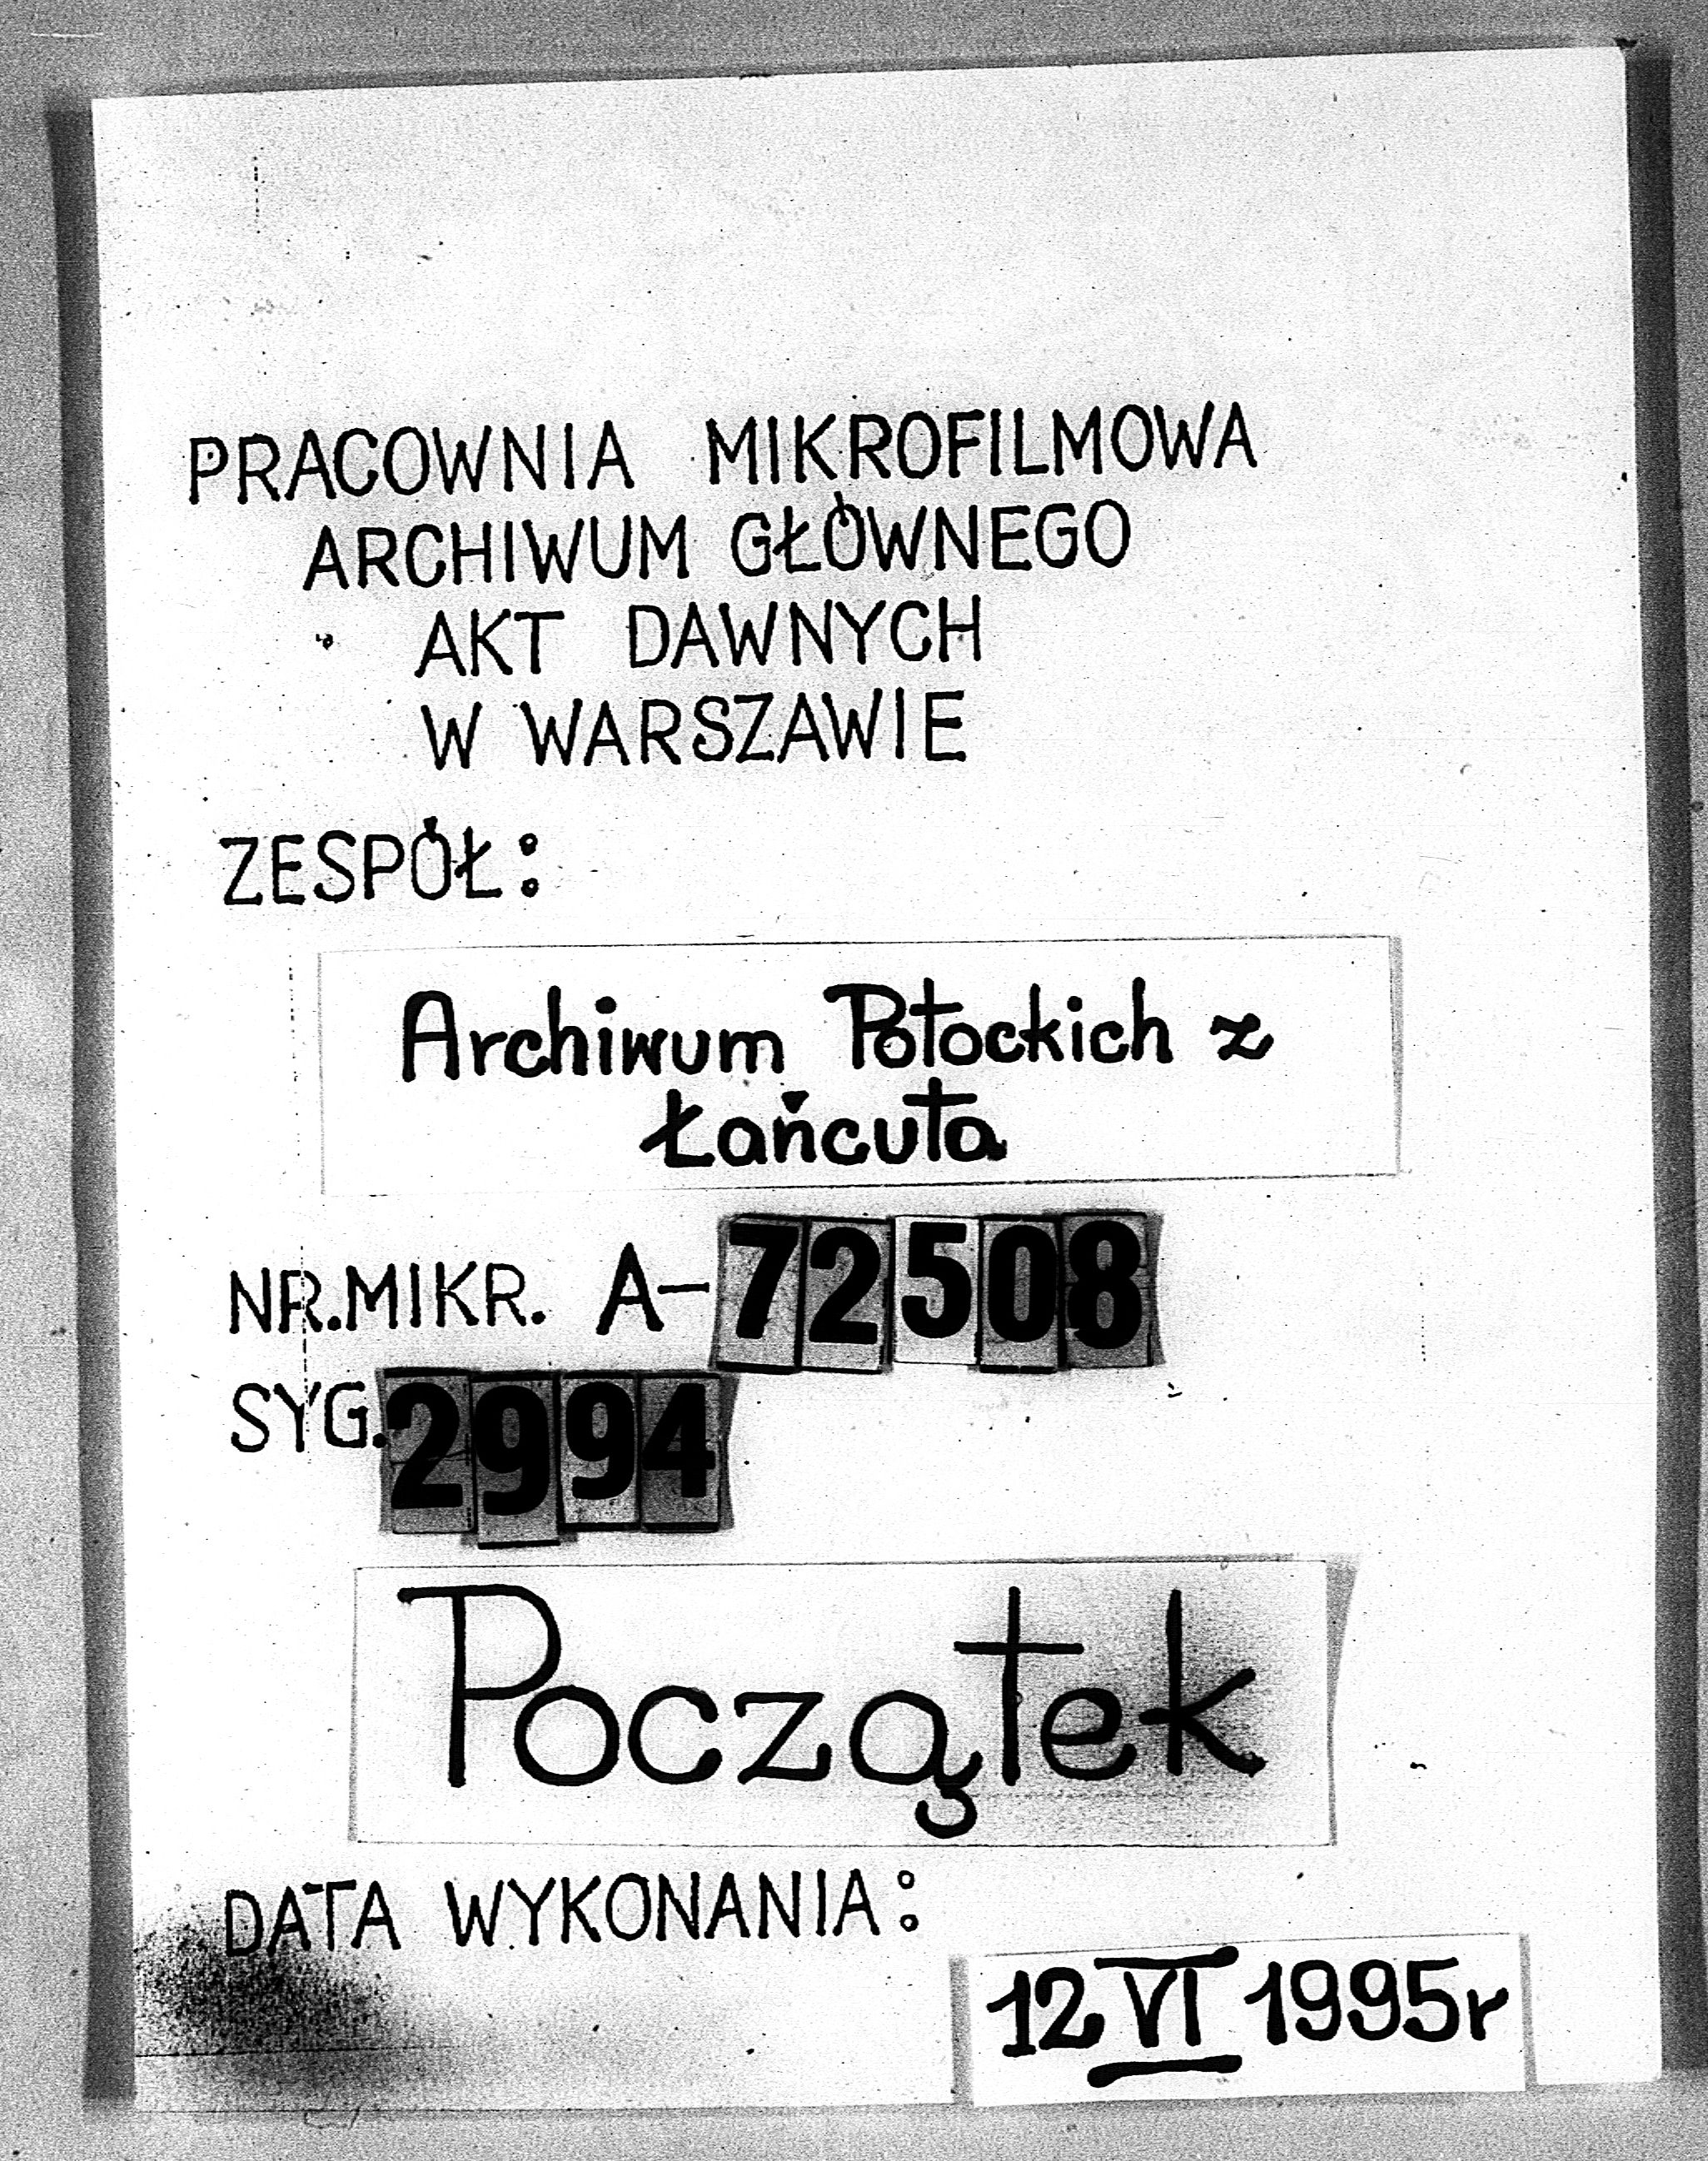 PRACOWNIA MIKROFILMOWA
ARCHIWUM GŁÓWNEGO
AKT DAWNYCH
W WARSZAWIE
ZESPÓŁ:
Archiwum Potockich z
Łańcuta
NR. MIKR. A-72508
SYG. 2994
Początek
DATA WYKONANIA:
12 VI 1995r